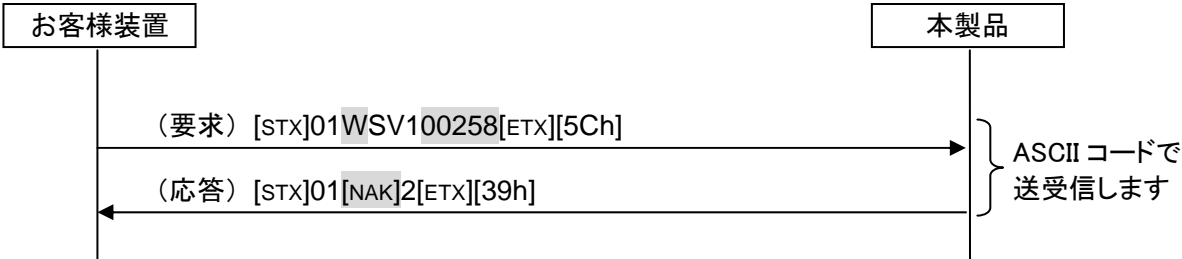 お客様装置
本製品
（要求）[STX]01WSV100258[ETX][5Ch]
（応答）[STX]01[NAK]2[ETX][39h]
ASCII コードで
送受信します